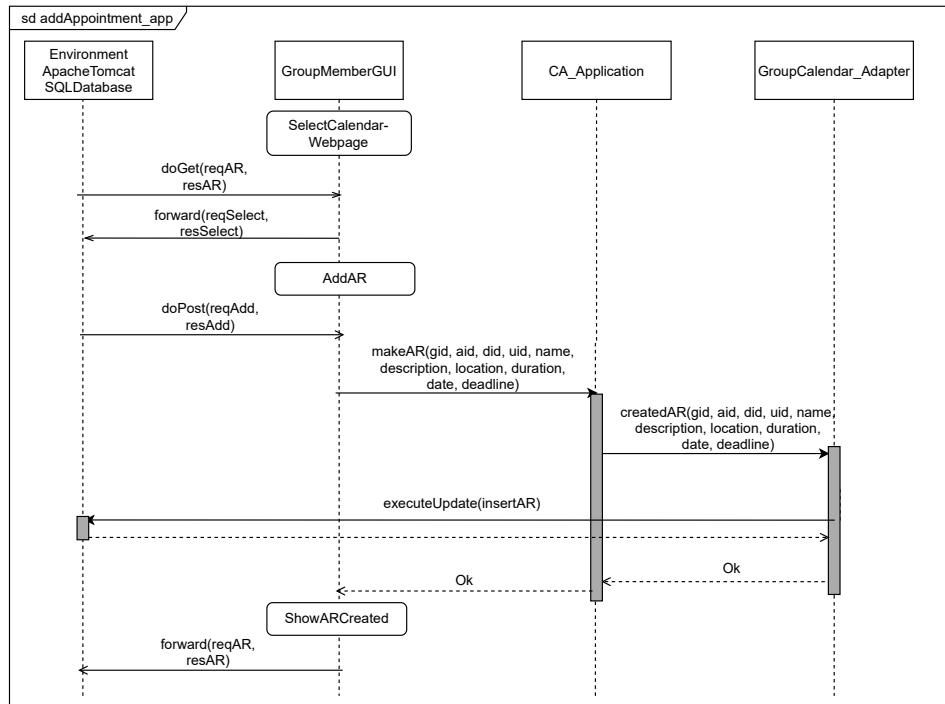 sd addAppointment_app
Environment
ApacheTomcat
SQLDatabase
GroupMemberGUI
CA_Application
GroupCalendar_Adapter
SelectCalendar-
Webpage
doGet(reqAR,
resAR)
forward(reqSelect,
resSelect)
AddAR
doPost(reqAdd,
resAdd)
makeAR(gid, aid, did, uid, name,
description, location, duration,
date, deadline)
createdAR(gid, aid, did, uid, name,
description, location, duration,
date, deadline)
executeUpdate(insertAR)
Ok
Ok
ShowARCreated
forward(reqAR,
resAR)